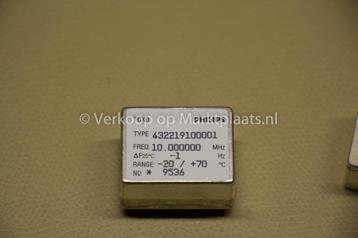 PHILIPS
© Verkoop op Marktplaats.nl
TYPE 432219100001
FREQ. 10.000000 MHz
ΔF25°C: -1 Hz
RANGE -20 / +70 °C
NO: * 9536